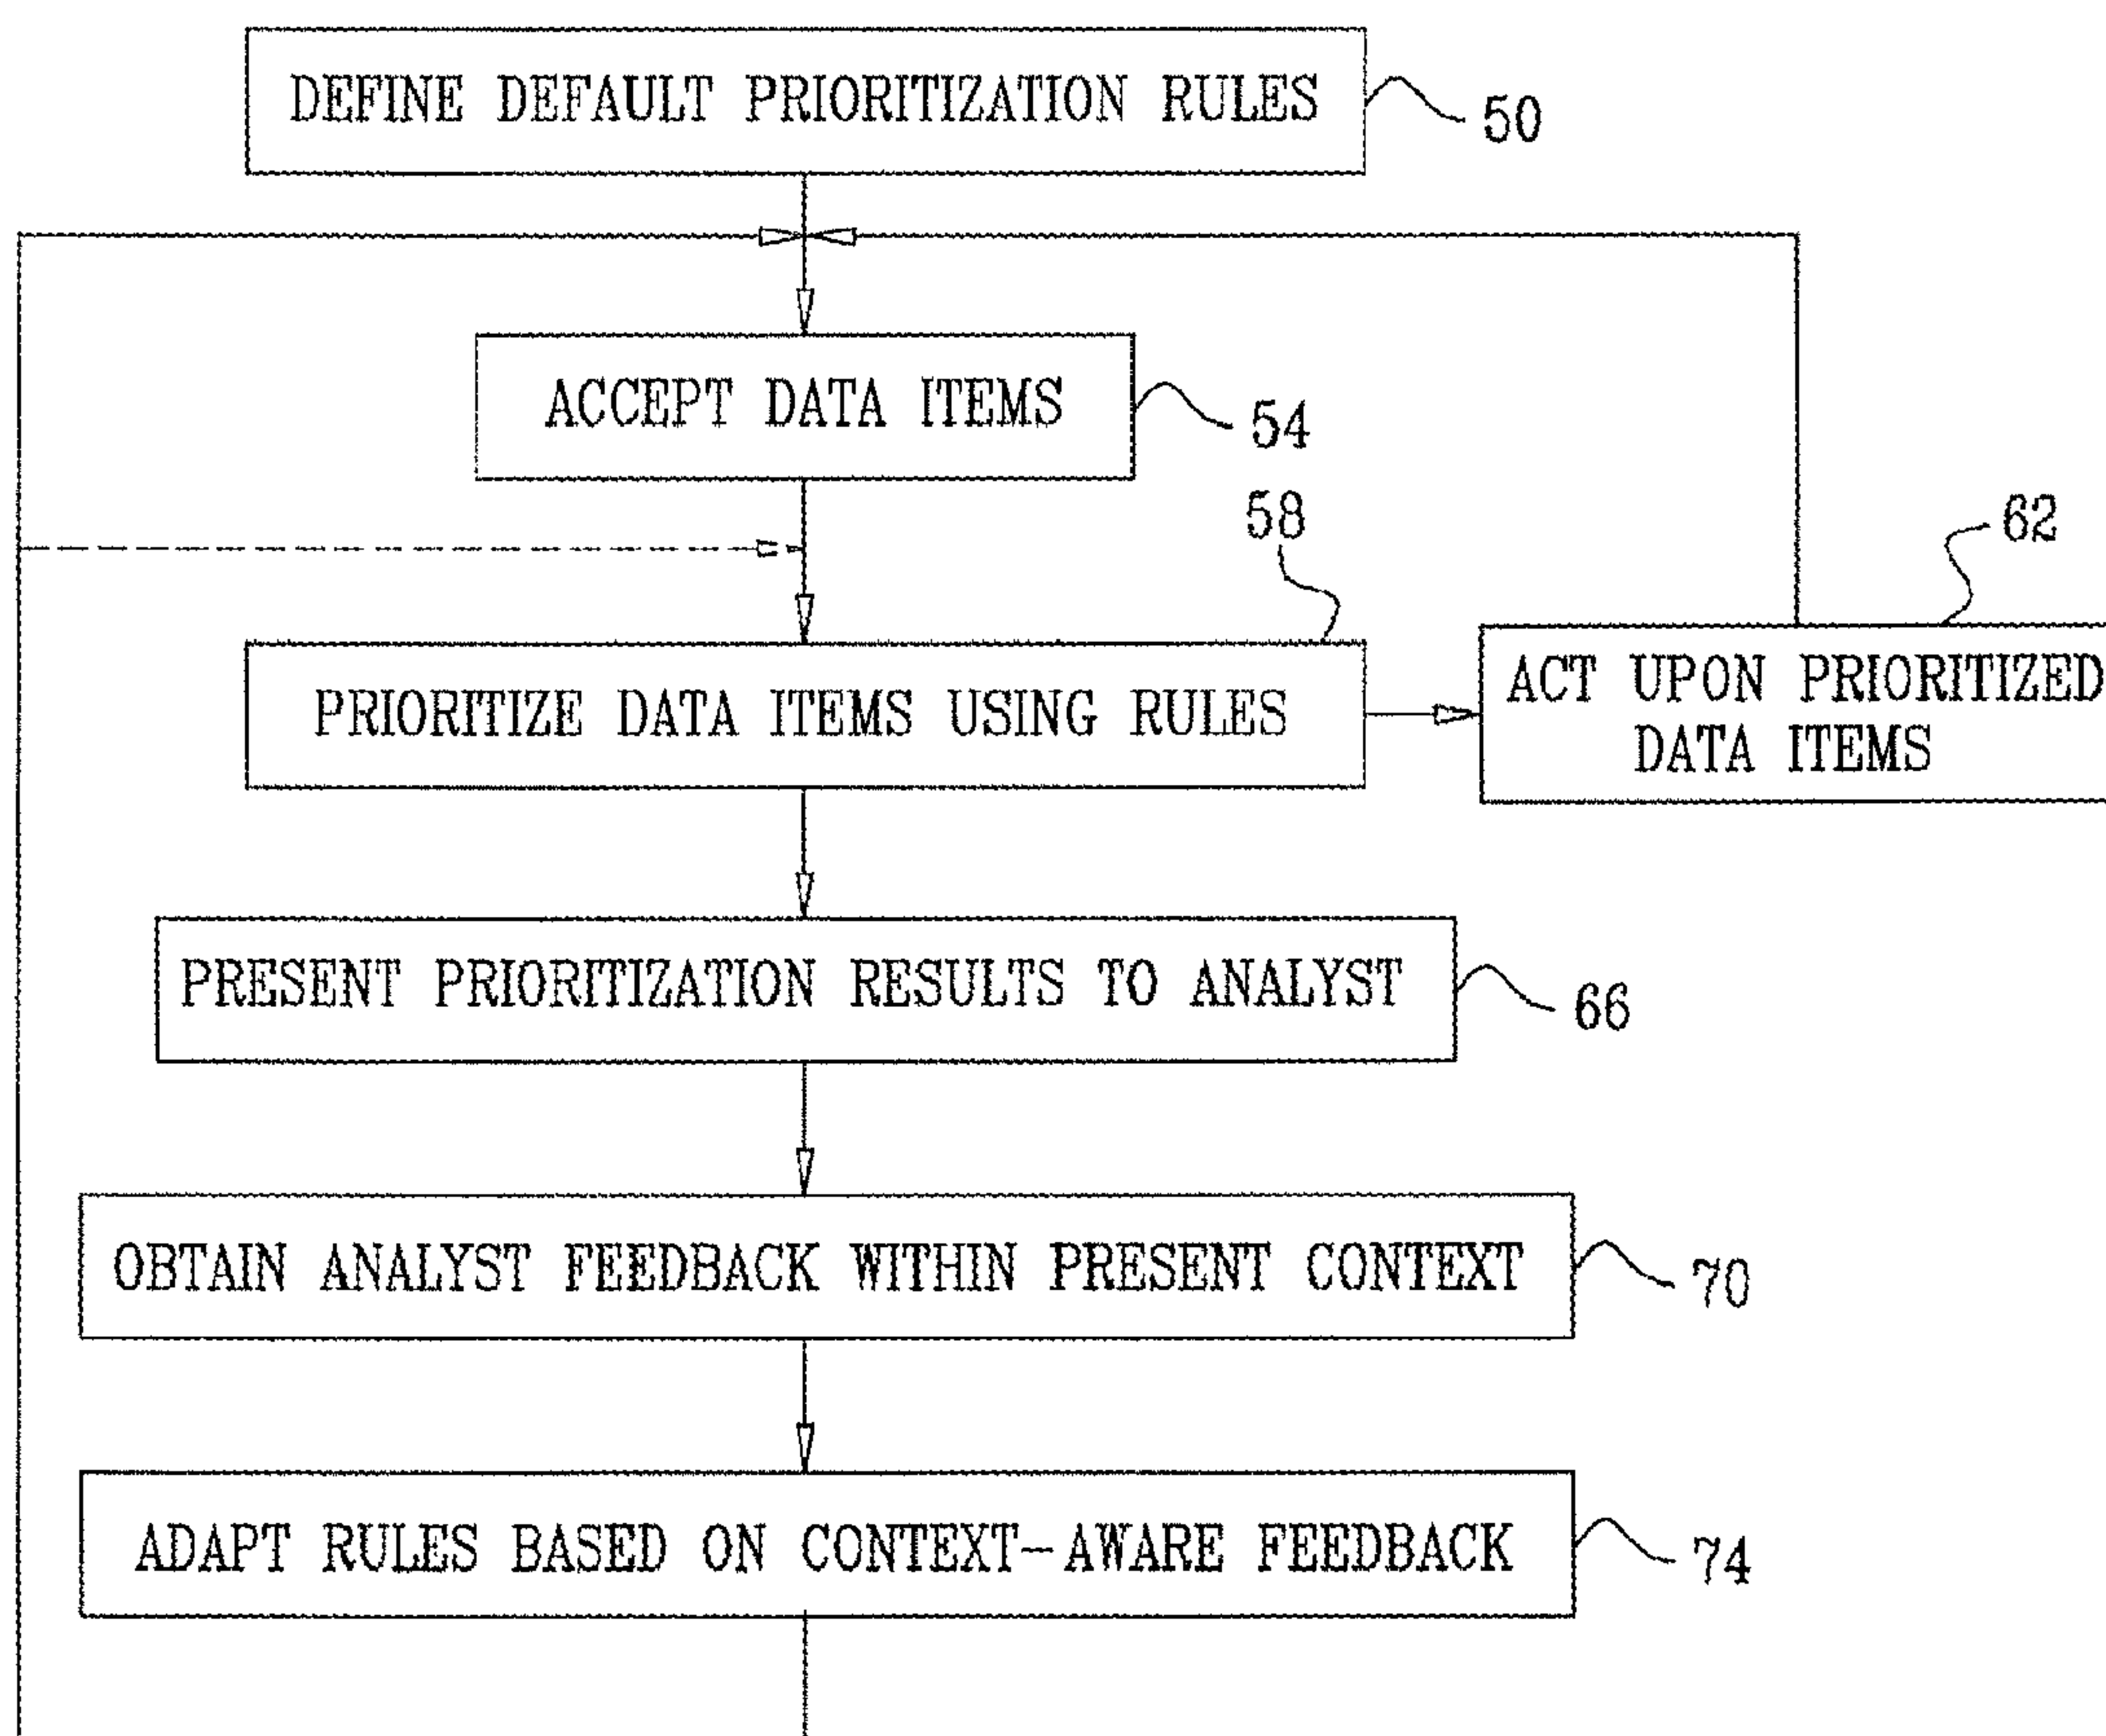 DEFINE DEFAULT PRIORITIZATION RULES
50
ACCEPT DATA ITEMS
54
58
62
PRIORITIZE DATA ITEMS USING RULES
ACT UPON PRIORITIZED
DATA ITEMS
PRESENT PRIORITIZATION RESULTS TO ANALYST
66
OBTAIN ANALYST FEEDBACK WITHIN PRESENT CONTEXT
70
ADAPT RULES BASED ON CONTEXT-AWARE FEEDBACK
74